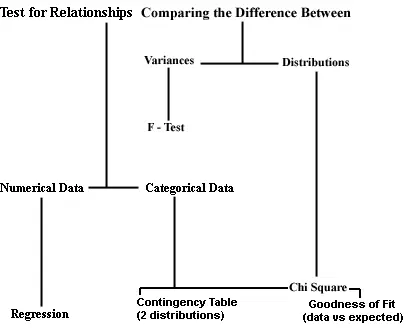 Test for Relationships
Comparing the Difference Between
Variances
Distributions
F - Test
Numerical Data
Categorical Data
Chi Square
Contingency Table
(2 distributions)
Goodness of Fit
(data vs expected)
Regression